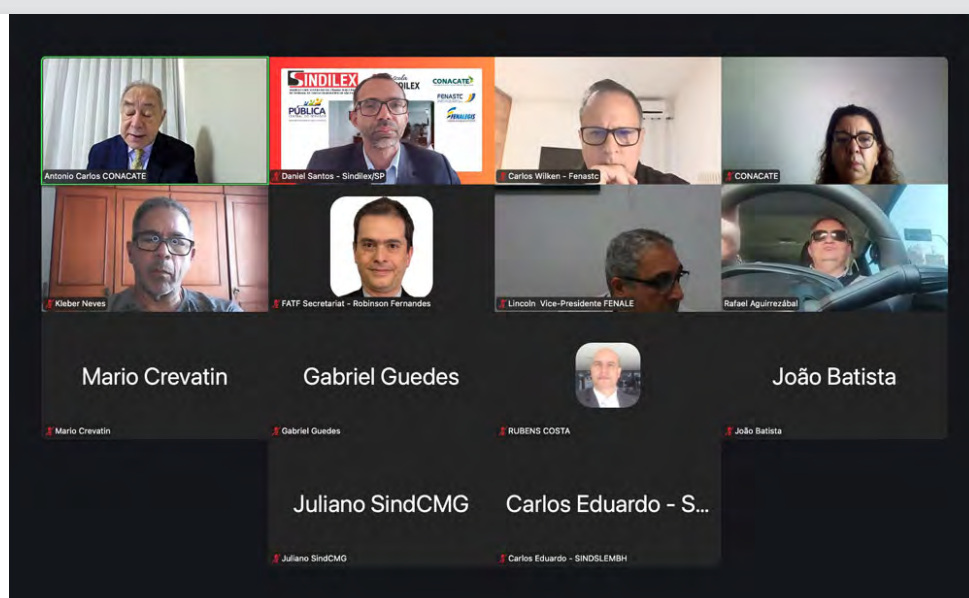 SINDILEX
CONACATE
PÚBLICA
FENASTC
FENALEGIS
Antonio Carlos CONACATE
Daniel Santos - Sindilex/SP
Carlos Wilken - Fenastc
CONACATE
Kleber Neves
FATF Secretariat - Robinson Fernandes
Lincoln Vice-Presidente FENALE
Rafael Aguirrezábal
Mario Crevatin
Gabriel Guedes
João Batista
Mario Crevatin
Gabriel Guedes
RUBENS COSTA
João Batista
Juliano SindCMG
Carlos Eduardo - S...
Juliano SindCMG
Carlos Eduardo - SINDSLEMBH